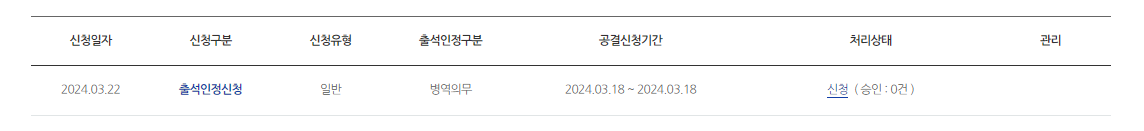 신청일자 신청구분 신청유형 출석인정구분 공결신청기간 처리상태 관리
2024.03.22 출석인정신청 일반 병역의무 2024.03.18 ~ 2024.03.18 신청 ( 승인 : 0건 )